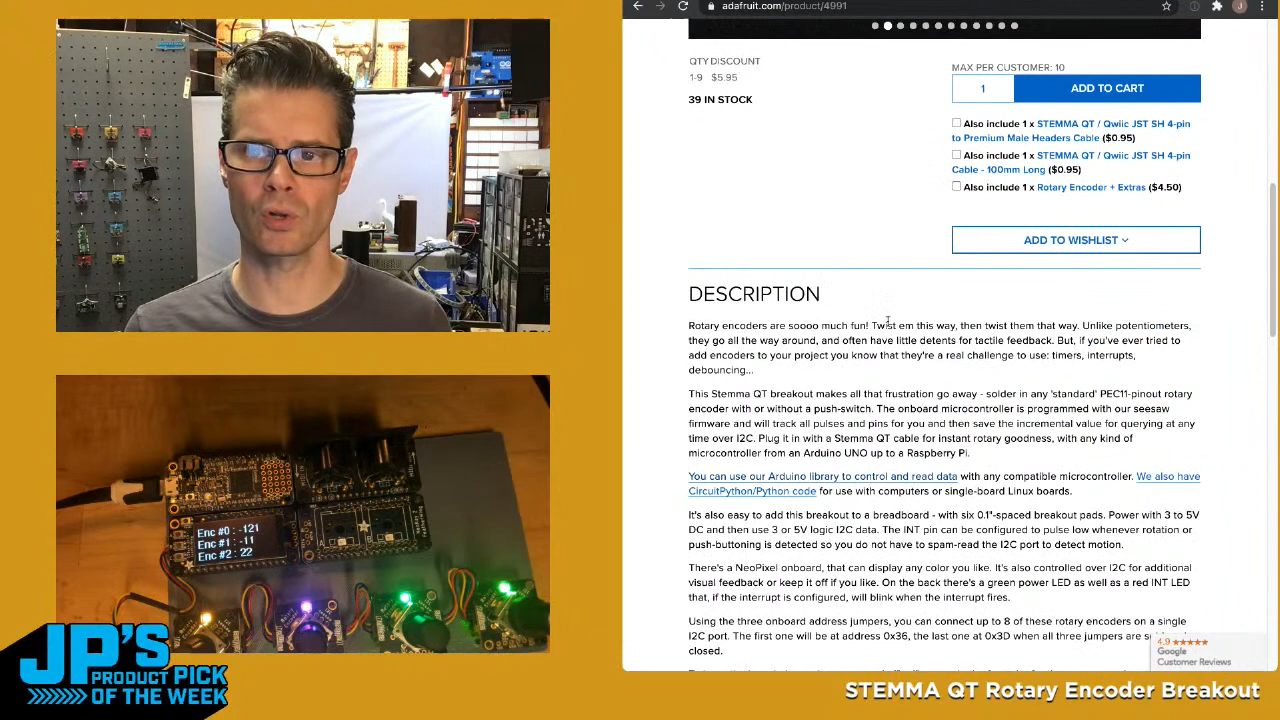 adafruit.com/product/4991
QTY DISCOUNT
1-9 $5.95
39 IN STOCK
MAX PER CUSTOMER: 10
1
ADD TO CART
Also include 1 x STEMMA QT / Qwiic JST SH 4-pin
to Premium Male Headers Cable ($0.95)
Also include 1 x STEMMA QT / Qwiic JST SH 4-pin
Cable - 100mm Long ($0.95)
Also include 1 x Rotary Encoder + Extras ($4.50)
ADD TO WISHLIST
DESCRIPTION
Rotary encoders are soooo much fun! Twist em this way, then twist them that way. Unlike potentiometers,
they go all the way around, and often have little detents for tactile feedback. But, if you've ever tried to
add encoders to your project you know that they're a real challenge to use: timers, interrupts,
debouncing...
This Stemma QT breakout makes all that frustration go away - solder in any 'standard' PEC11-pinout rotary
encoder with or without a push-switch. The onboard microcontroller is programmed with our seesaw
firmware and will track all pulses and pins for you and then save the incremental value for querying at any
time over I2C. Plug it in with a Stemma QT cable for instant rotary goodness, with any kind of
microcontroller from an Arduino UNO up to a Raspberry Pi.
You can use our Arduino library to control and read data with any compatible microcontroller. We also have
CircuitPython/Python code for use with computers or single-board Linux boards.
It's also easy to add this breakout to a breadboard - with six 0.1"-spaced breakout pads. Power with 3 to 5V
DC and then use 3 or 5V logic I2C data. The INT pin can be configured to pulse low whenever rotation or
push-buttoning is detected so you do not have to spam-read the I2C port to detect motion.
There's a NeoPixel onboard, that can display any color you like. It's also controlled over I2C for additional
visual feedback or keep it off if you like. On the back there's a green power LED as well as a red INT LED
that, if the interrupt is configured, will blink when the interrupt fires.
Using the three onboard address jumpers, you can connect up to 8 of these rotary encoders on a single
I2C port. The first one will be at address 0x36, the last one at 0x3D when all three jumpers are
closed.
4.9 ★★★★★
Google
Customer Reviews
Enc #0 : -121
Enc #1 : -11
Enc #2 : 22
JP'S
PRODUCT PICK
OF THE WEEK
STEMMA QT Rotary Encoder Breakout